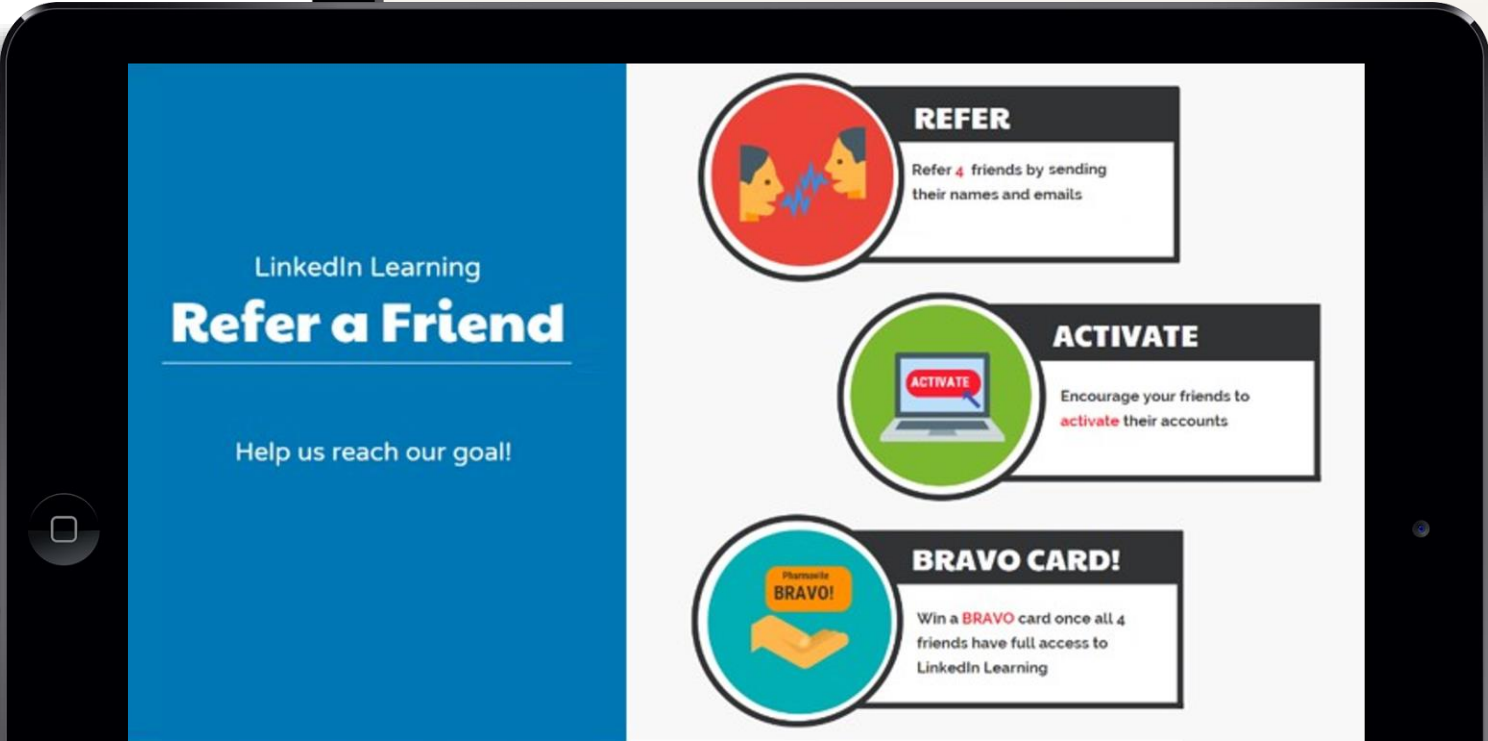 LinkedIn Learning
Refer a Friend
Help us reach our goal!
REFER
Refer 4 friends by sending
their names and emails
ACTIVATE
ACTIVATE
Encourage your friends to
activate their accounts
BRAVO CARD!
Pharmavite
BRAVO!
Win a BRAVO card once all 4
friends have full access to
LinkedIn Learning